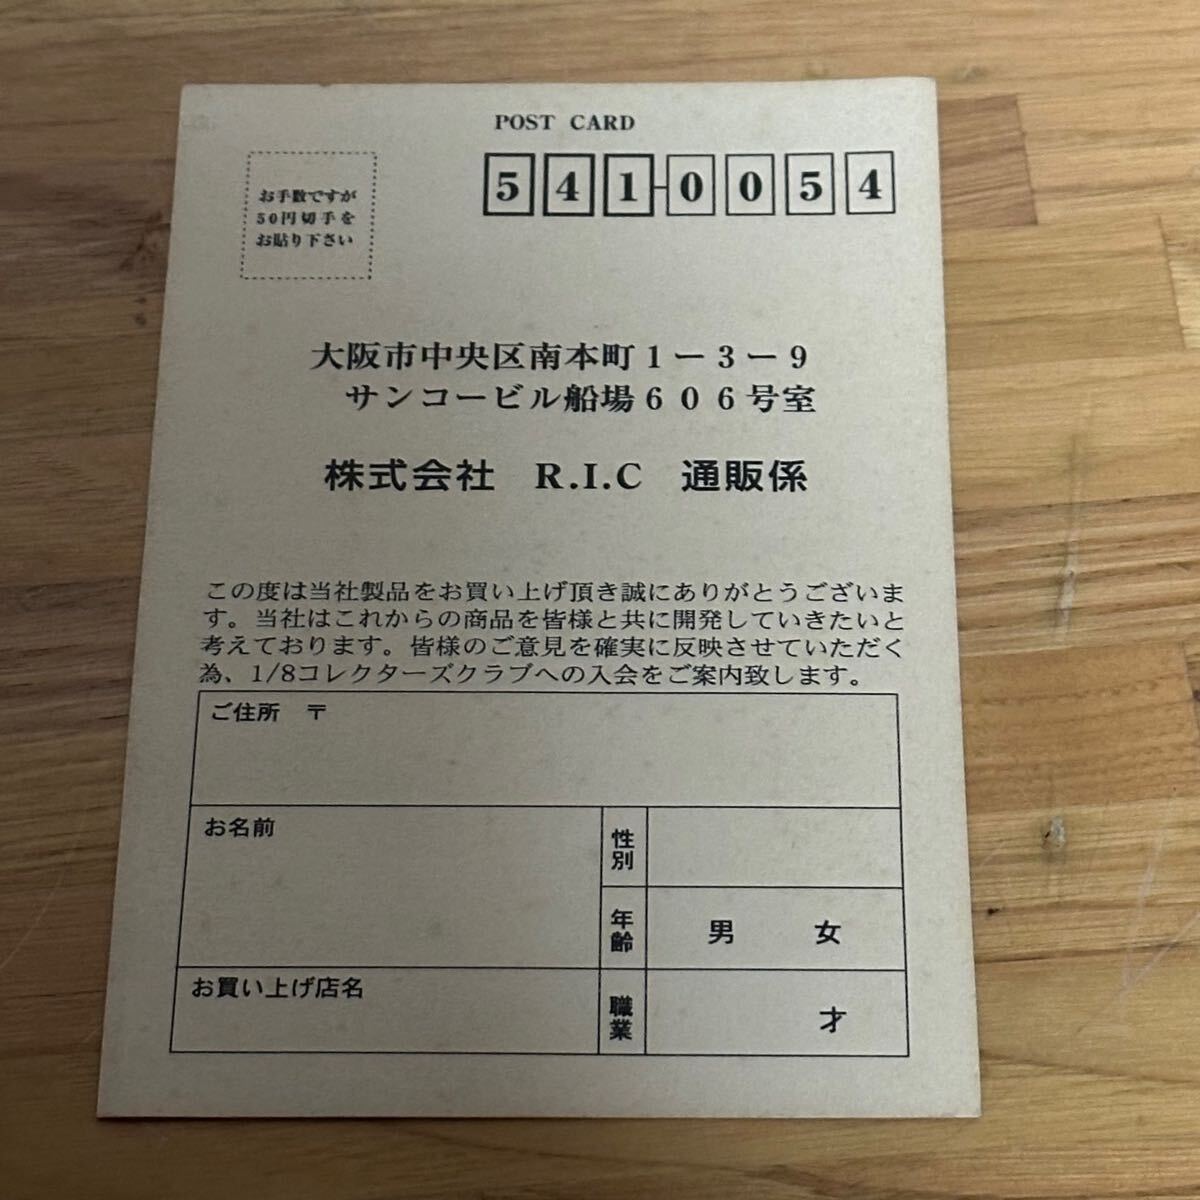 POST CARD
541-0054
お手数ですが
50円切手を
お貼り下さい
大阪市中央区南本町1ー3ー9
サンコービル船場606号室
株式会社 R.I.C 通販係
この度は当社製品をお買い上げ頂き誠にありがとうございま
す。当社はこれからの商品を皆様と共に開発していきたいと
考えております。皆様のご意見を確実に反映させていただく
為、1/8コレクターズクラブへの入会をご案内致します。
ご住所 〒
お名前
性別
年齢
男 女
お買い上げ店名
職業
才